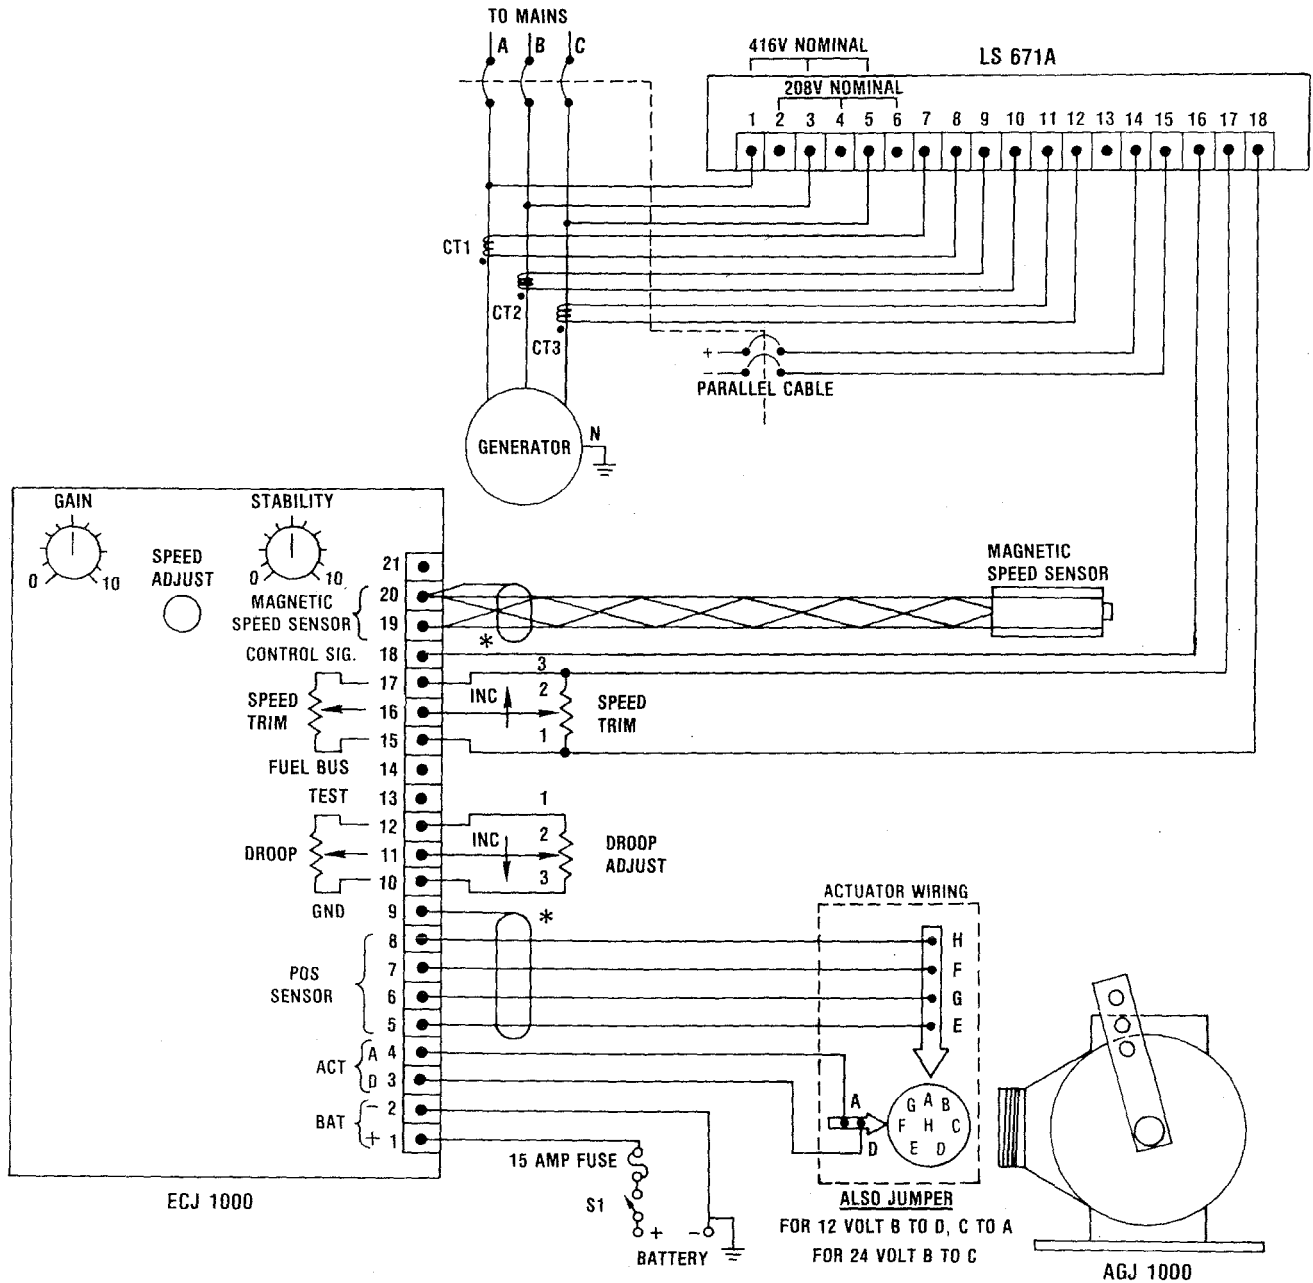 TO MAINS
A B C
416V NOMINAL
LS 671A
208V NOMINAL
1 2 3 4 5 6 7 8 9 10 11 12 13 14 15 16 17 18
CT1
CT2
CT3
+
−
PARALLEL CABLE
GENERATOR
N
GAIN
0 10
STABILITY
0 10
SPEED
ADJUST
21
MAGNETIC
SPEED SENSOR
20
MAGNETIC
SPEED SENSOR
19
*
CONTROL SIG. 18
SPEED
TRIM
17
16
15
INC
3
2
1
SPEED
TRIM
FUEL BUS 14
TEST 13
DROOP
12
11
10
INC
1
2
3
DROOP
ADJUST
GND 9
*
POS
SENSOR
8
7
6
5
ACT
A 4
D 3
BAT
− 2
+ 1
ECJ 1000
15 AMP FUSE
S1
+ −
BATTERY
ACTUATOR WIRING
H
F
G
E
A
D
G A B
F H C
E D
ALSO JUMPER
FOR 12 VOLT B TO D, C TO A
FOR 24 VOLT B TO C
AGJ 1000